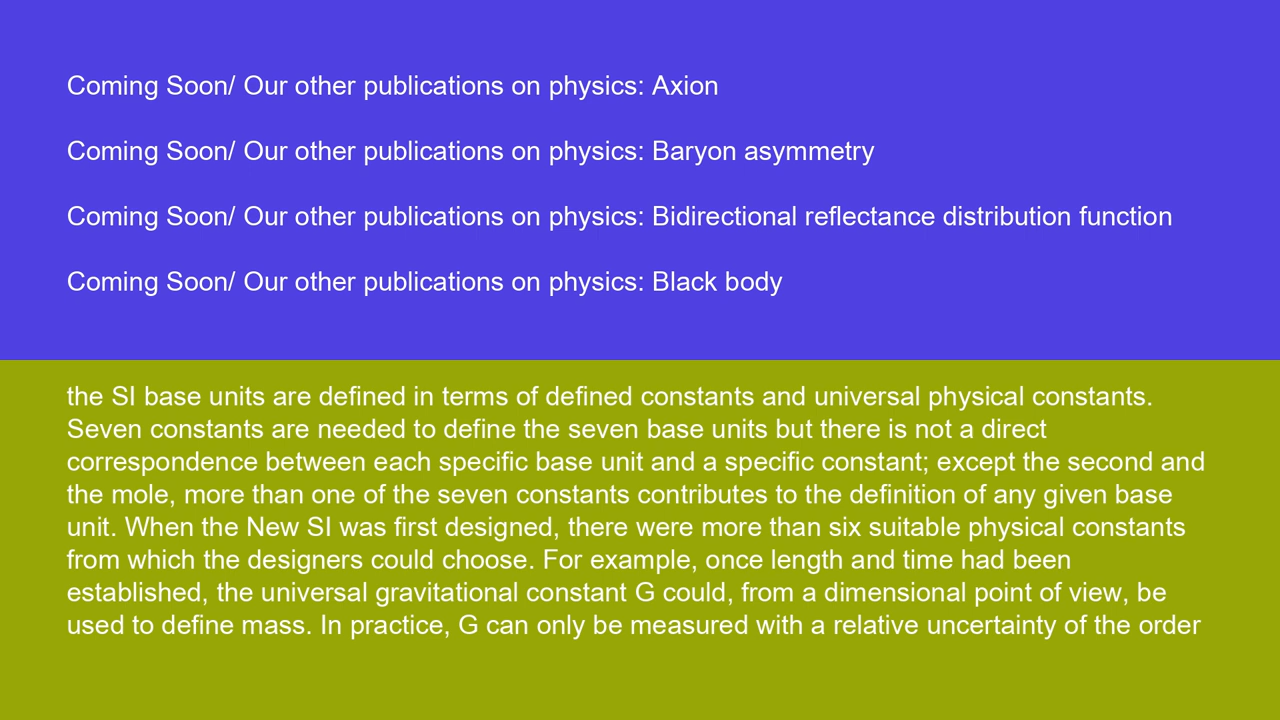 Coming Soon/ Our other publications on physics: Axion
Coming Soon/ Our other publications on physics: Baryon asymmetry
Coming Soon/ Our other publications on physics: Bidirectional reflectance distribution function
Coming Soon/ Our other publications on physics: Black body
the SI base units are defined in terms of defined constants and universal physical constants.
Seven constants are needed to define the seven base units but there is not a direct
correspondence between each specific base unit and a specific constant; except the second and
the mole, more than one of the seven constants contributes to the definition of any given base
unit. When the New SI was first designed, there were more than six suitable physical constants
from which the designers could choose. For example, once length and time had been
established, the universal gravitational constant G could, from a dimensional point of view, be
used to define mass. In practice, G can only be measured with a relative uncertainty of the order